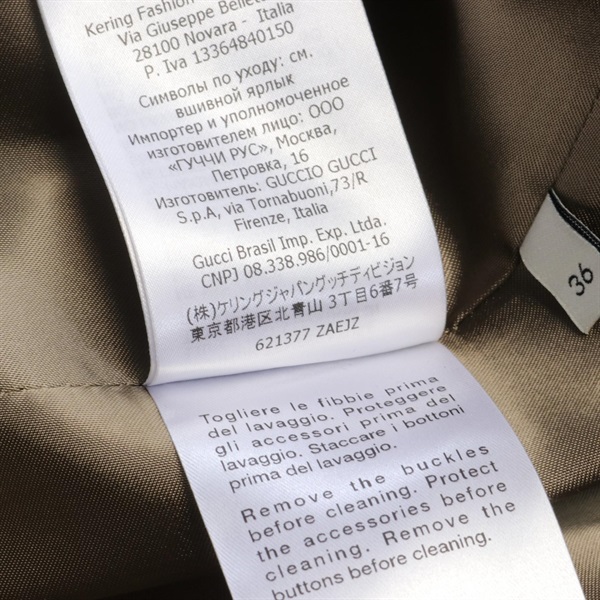 Kering Fashion
Via Giuseppe
28100 Novara - Italia
P. Iva 13364840150
Символы по уходу: см.
вшивной ярлык
Импортер и уполномоченное
изготовителем лицо: ООО
«ГУЧЧИ РУС», Москва,
Петровка, 16
Изготовитель: GUCCIO GUCCI
S.p.A, via Tornabuoni,73/R
Firenze, Italia
Gucci Brasil Imp. Exp. Ltda.
CNPJ 08.338.986/0001-16
(株)ケリングジャパングッチディビジョン
東京都港区北青山 3丁目6番7号
621377 ZAEJZ
36
Togliere le fibbie prima
del lavaggio. Proteggere
gli accessori prima del
lavaggio. Staccare i bottoni
prima del lavaggio.
Remove the buckles
before cleaning. Protect
the accessories before
cleaning. Remove the
buttons before cleaning.